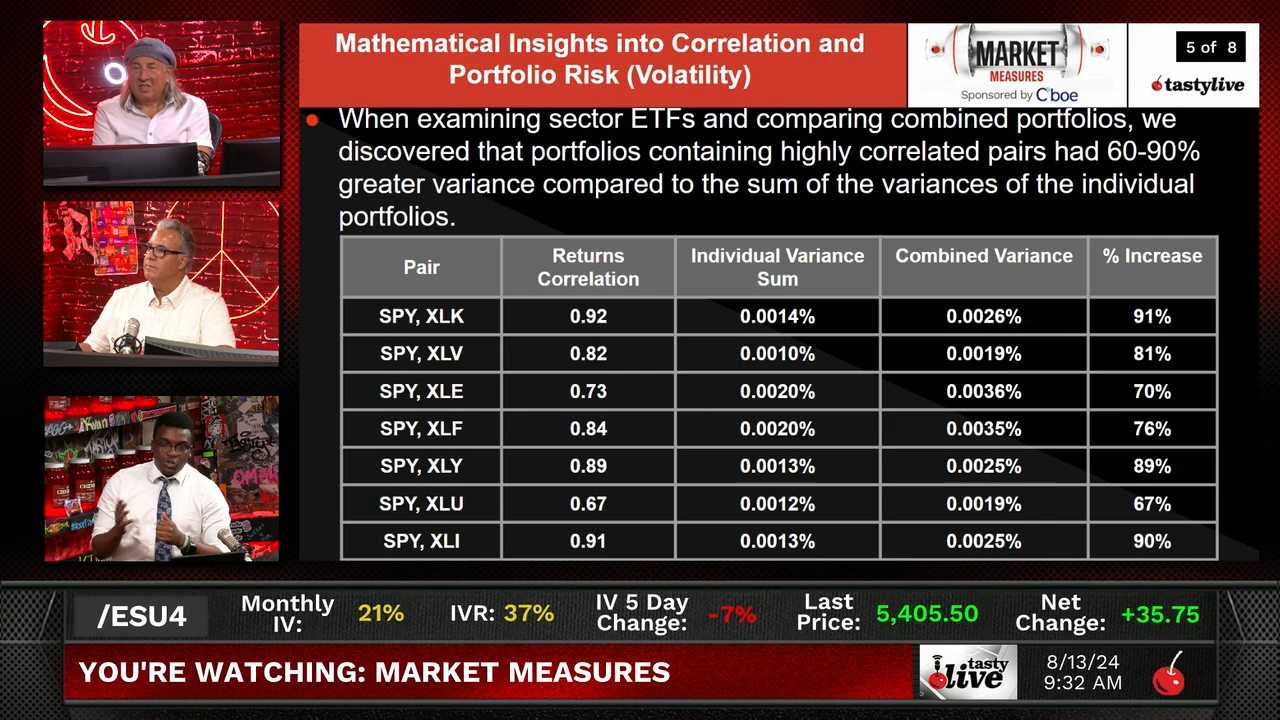 Mathematical Insights into Correlation and
Portfolio Risk (Volatility)
MARKET
MEASURES
Sponsored by Cboe
5 of 8
tastylive
When examining sector ETFs and comparing combined portfolios, we
discovered that portfolios containing highly correlated pairs had 60-90%
greater variance compared to the sum of the variances of the individual
portfolios.
Pair Returns Correlation Individual Variance Sum Combined Variance % Increase
SPY, XLK 0.92 0.0014% 0.0026% 91%
SPY, XLV 0.82 0.0010% 0.0019% 81%
SPY, XLE 0.73 0.0020% 0.0036% 70%
SPY, XLF 0.84 0.0020% 0.0035% 76%
SPY, XLY 0.89 0.0013% 0.0025% 89%
SPY, XLU 0.67 0.0012% 0.0019% 67%
SPY, XLI 0.91 0.0013% 0.0025% 90%
/ESU4 Monthly IV: 21% IVR: 37% IV 5 Day Change: -7% Last Price: 5,405.50 Net Change: +35.75
YOU'RE WATCHING: MARKET MEASURES
tasty live
8/13/24
9:32 AM